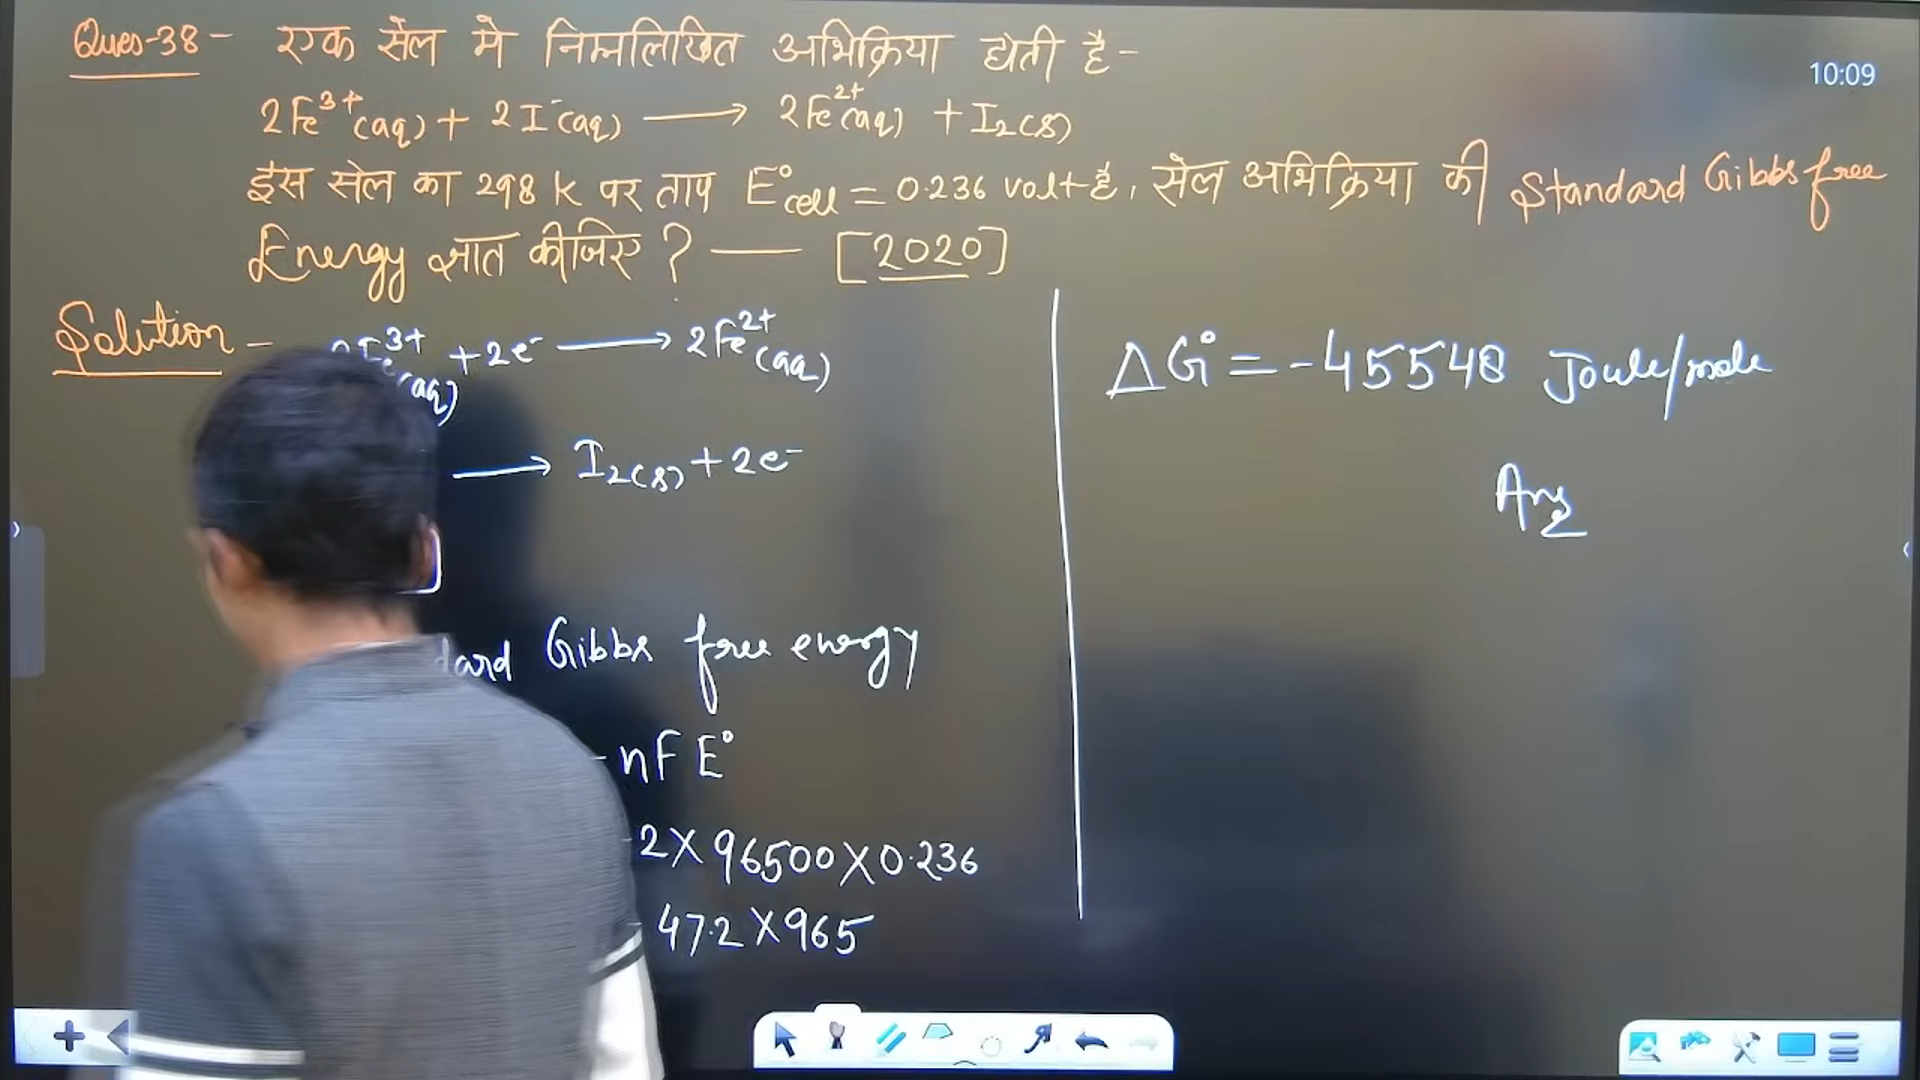 Ques-38 - एक सेल मे निम्नलिखित अभिक्रिया होती है -
10:09
2Fe³⁺(aq) + 2I⁻(aq) ⟶ 2Fe²⁺(aq) + I₂(s)
इस सेल का 298 K पर ताप E°cell = 0.236 volt है, सेल अभिक्रिया की Standard Gibbs free
Energy ज्ञात कीजिए ? — [2020]
Solution -
2Fe³⁺(aq) + 2e⁻ ⟶ 2Fe²⁺(aq)
⟶ I₂(s) + 2e⁻
Gibbs free energy
- nFE°
2 X 96500 X 0.236
47.2 X 965
ΔG° = -45548 Joule/mole
Ans